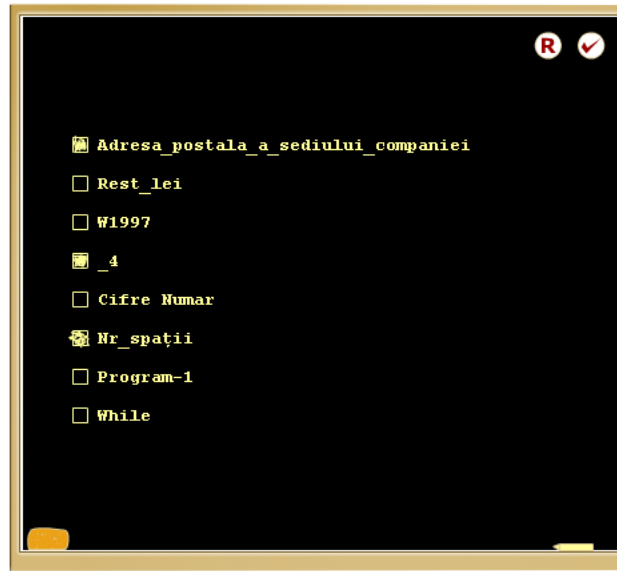 R
Adresa_postala_a_sediului_companiei
Rest_lei
W1997
_4
Cifre Numar
Nr_spații
Program-1
While